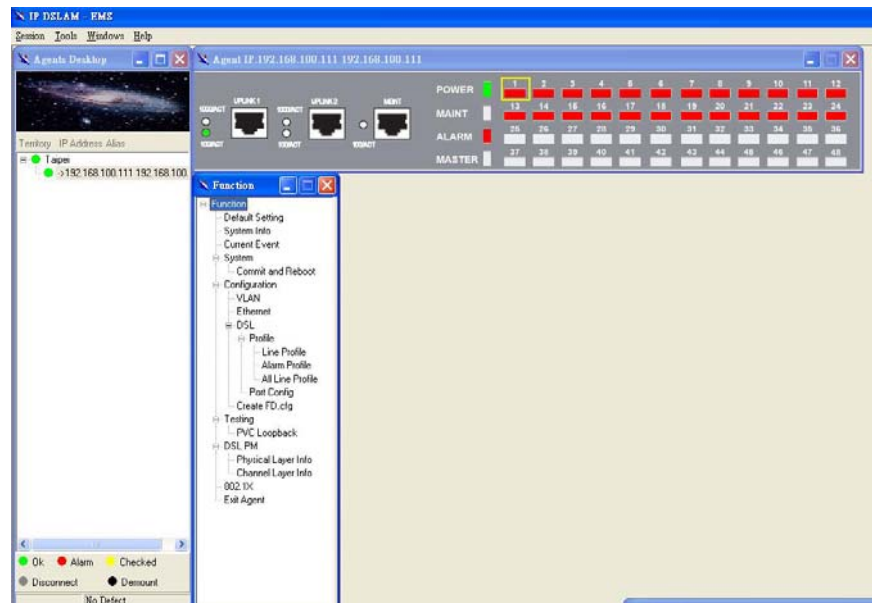 IP DSLAM - EMS
Session Tools Windows Help
Agents Desktop
Territory IP Address Alias
Taipei
->192.168.100.111 192.168.100.
Ok Alarm Checked
Disconnect Demount
No Defect
Agent IP:192.168.100.111 192.168.100.111
UPLINK1 UPLINK2 MGNT
POWER
MAINT
ALARM
MASTER
1 2 3 4 5 6 7 8 9 10 11 12
13 14 15 16 17 18 19 20 21 22 23 24
25 26 27 28 29 30 31 32 33 34 35 36
37 38 39 40 41 42 43 44 45 46 47 48
Function
Function
Default Setting
System Info
Current Event
System
Commit and Reboot
Configuration
VLAN
Ethernet
DSL
Profile
Line Profile
Alarm Profile
All Line Profile
Port Config
Create FD.cfg
Testing
PVC Loopback
DSL PM
Physical Layer Info
Channel Layer Info
802.1X
Exit Agent